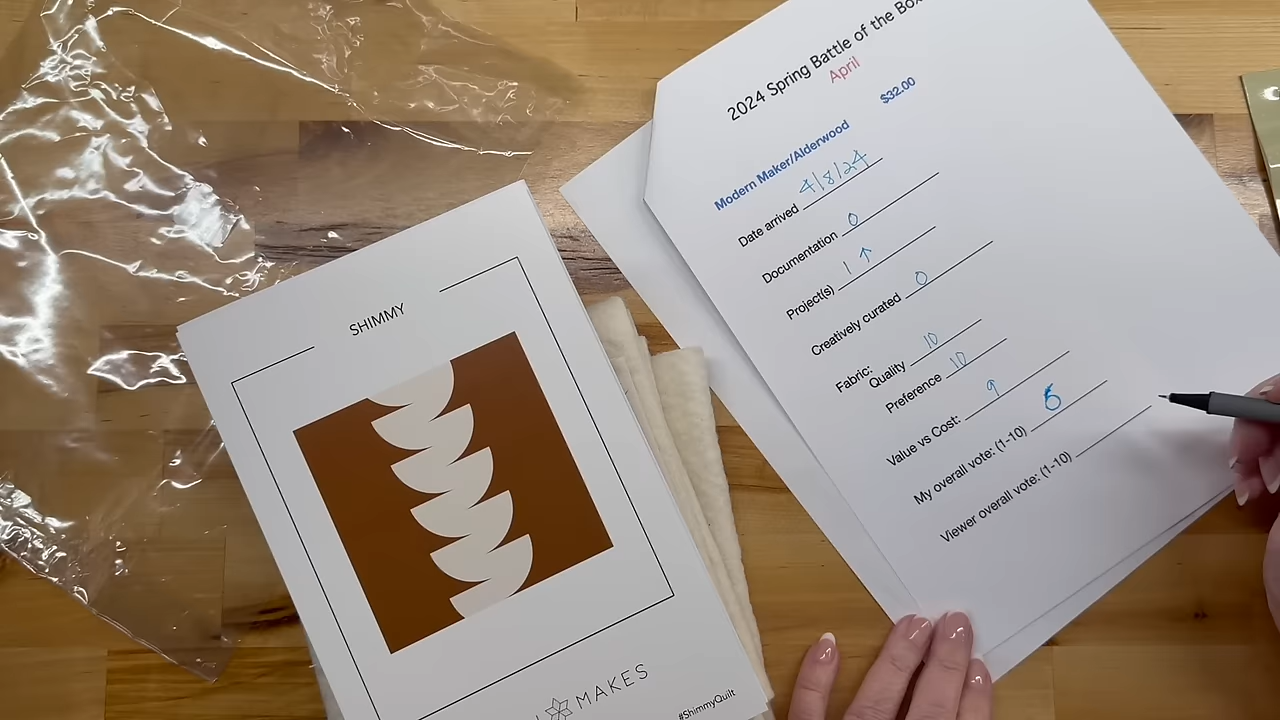 2024 Spring Battle of the Box
April
$32.00
Modern Maker/Alderwood
Date arrived 4/8/24
Documentation 0
Project(s) 1 ↑
Creatively curated 0
Fabric:
Quality 10
Preference 10
Value vs Cost: 9
My overall vote: (1-10)
Viewer overall vote: (1-10)
SHIMMY
MAKES
#ShimmyQuilt